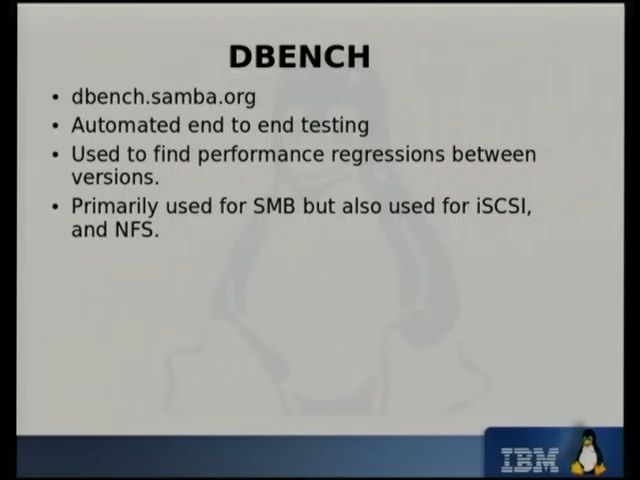 DBENCH
• dbench.samba.org
• Automated end to end testing
• Used to find performance regressions between
versions.
• Primarily used for SMB but also used for iSCSI,
and NFS.
IBM